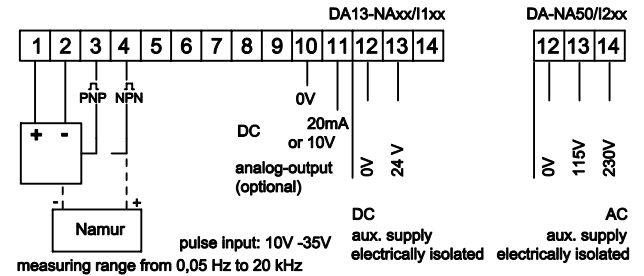 DA13-NAxx/I1xx
DA-NA50/I2xx
1 2 3 4 5 6 7 8 9 10 11 12 13 14
12 13 14
PNP NPN
0V
+ -
DC
20mA
or 10V
analog-output
(optional)
0V
24 V
0V
115V
230V
- +
Namur
pulse input: 10V -35V
measuring range from 0,05 Hz to 20 kHz
DC
aux. supply
electrically isolated
AC
aux. supply
electrically isolated